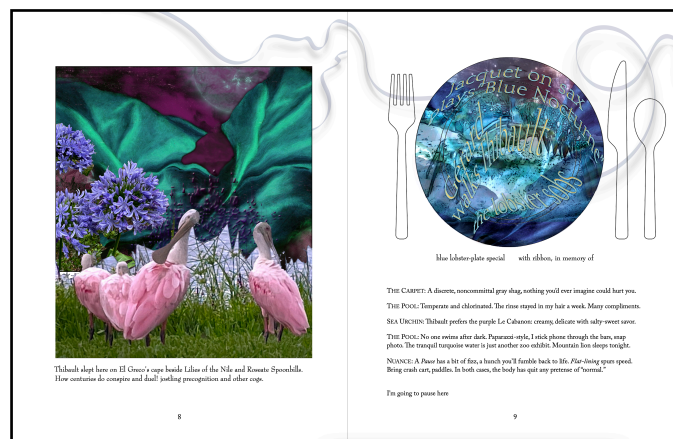 Thibault slept here on El Greco's cape beside Lilies of the Nile and Roseate Spoonbills.
How centuries do conspire and duel! jostling precognition and other cogs.
8
Jacquet on sax
plays Blue Nocturne
Thibault
walks
the lobster sogs
blue lobster-plate special with ribbon, in memory of
THE CARPET: A discrete, noncommittal gray shag, nothing you'd ever imagine could hurt you.
THE POOL: Temperate and chlorinated. The rinse stayed in my hair a week. Many compliments.
SEA URCHIN: Thibault prefers the purple Le Cabanon: creamy, delicate with salty-sweet savor.
THE POOL: No one swims after dark. Paparazzi-style, I stick phone through the bars, snap
photo. The tranquil turquoise water is just another zoo exhibit. Mountain lion sleeps tonight.
NUANCE: A Pause has a bit of fizz, a hunch you'll fumble back to life. Flat-lining spurs speed.
Bring crash cart, paddles. In both cases, the body has quit any pretense of "normal."
I'm going to pause here
9